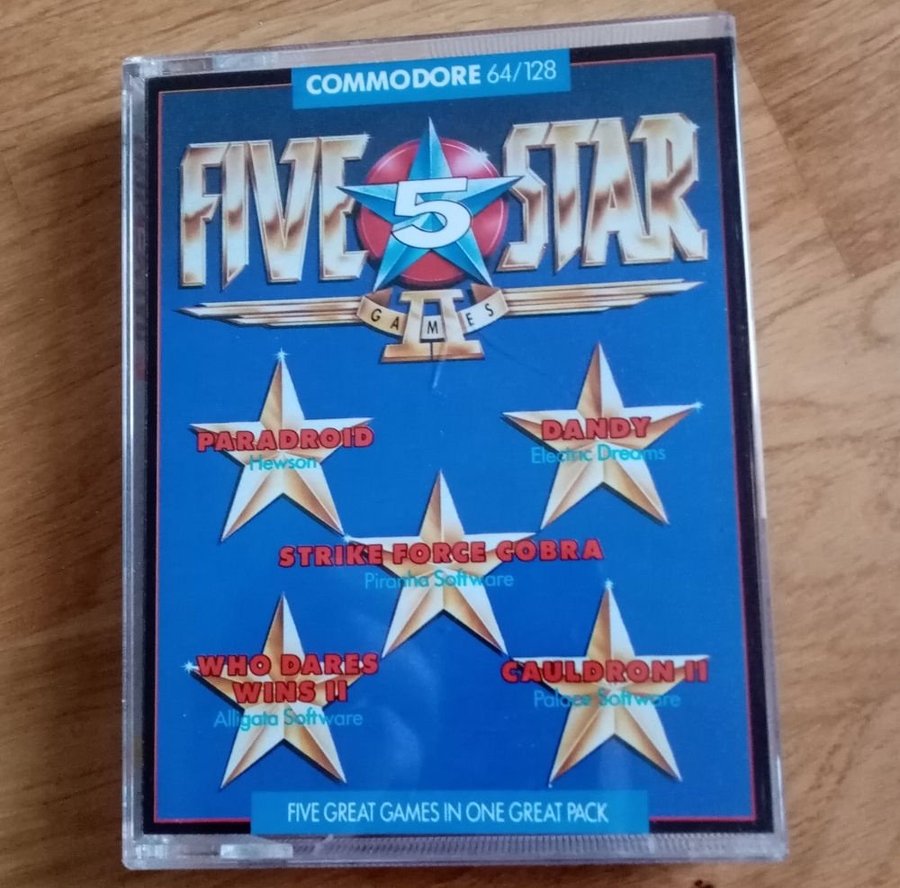 COMMODORE 64/128
FIVE 5 STAR
GAMES
II
PARADROID
Hewson
DANDY
Electric Dreams
STRIKE FORCE COBRA
Piranha Software
WHO DARES
WINS II
Alligata Software
CAULDRON II
Palace Software
FIVE GREAT GAMES IN ONE GREAT PACK